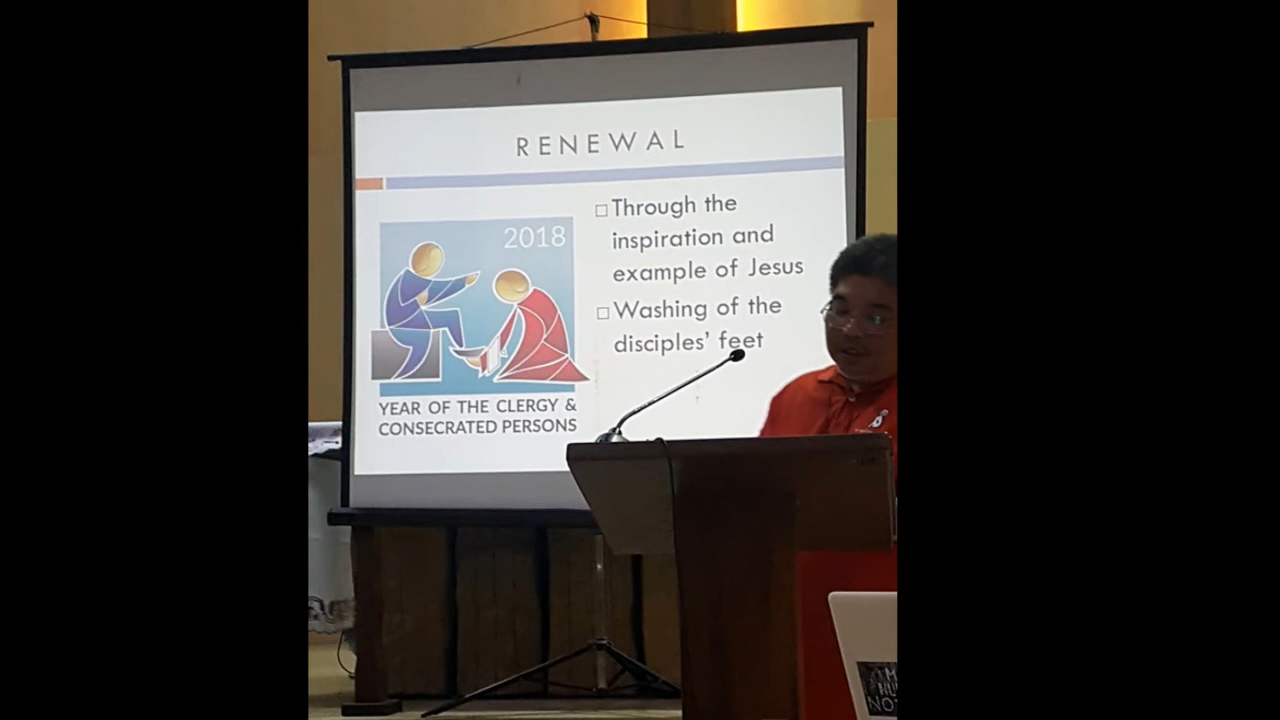 RENEWAL
2018
YEAR OF THE CLERGY &
CONSECRATED PERSONS
Through the
inspiration and
example of Jesus
Washing of the
disciples' feet
NOT